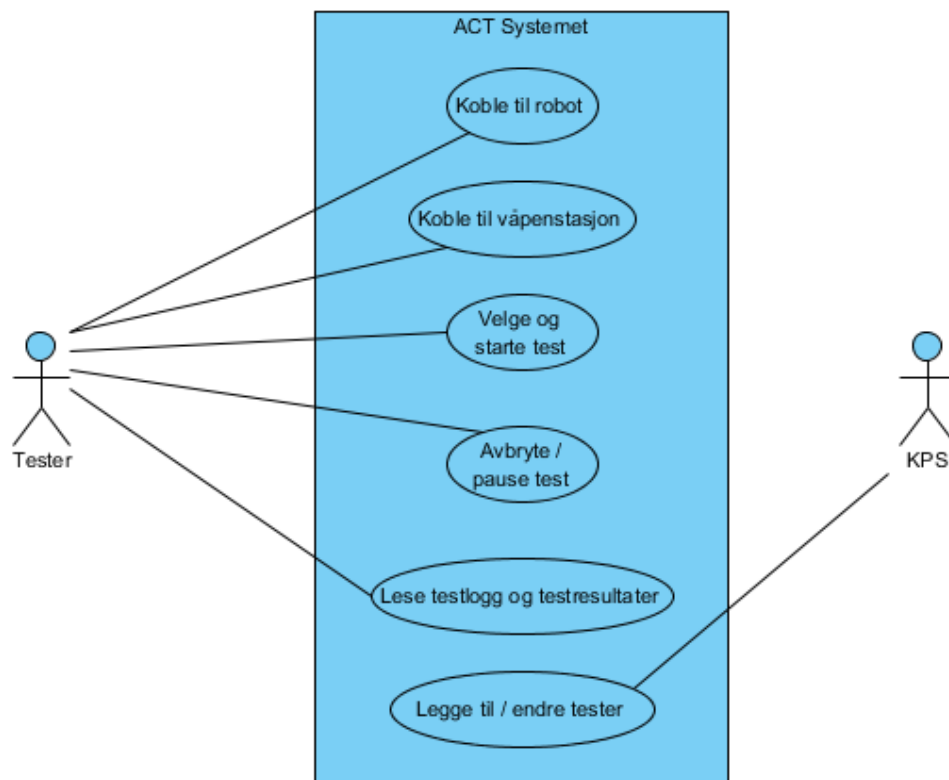 ACT Systemet
Koble til robot
Koble til våpenstasjon
Velge og
starte test
Avbryte /
pause test
Tester
KPS
Lese testlogg og testresultater
Legge til / endre tester